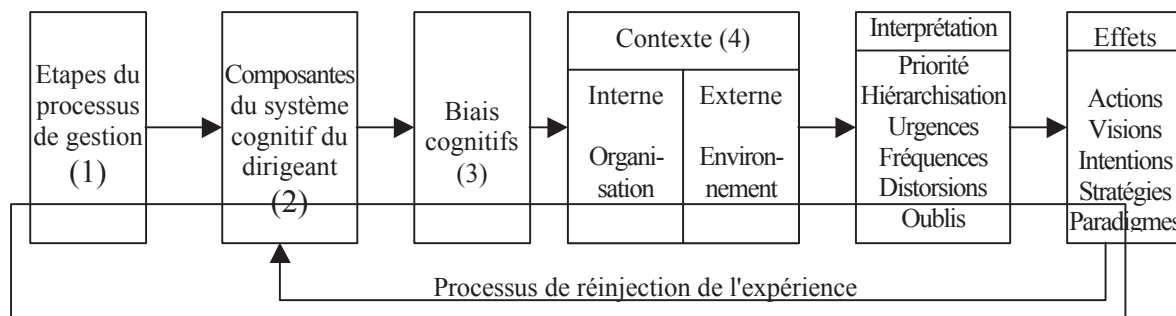 Etapes du
processus
de gestion
(1)
Composantes
du système
cognitif du
dirigeant
(2)
Biais
cognitifs
(3)
Contexte (4)
Interne
Organi-
sation
Externe
Environ-
nement
Interprétation
Priorité
Hiérarchisation
Urgences
Fréquences
Distorsions
Oublis
Effets
Actions
Visions
Intentions
Stratégies
Paradigmes
Processus de réinjection de l'expérience